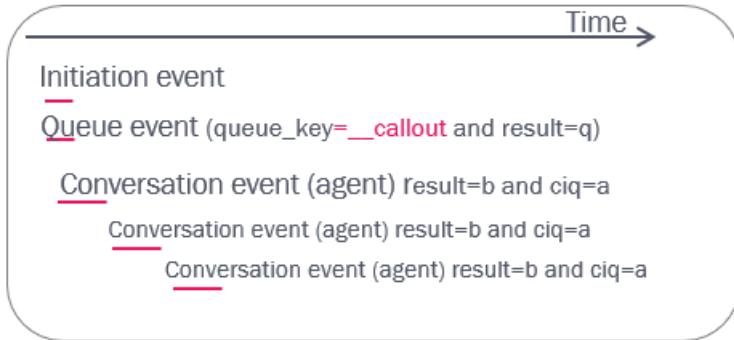 Time
Initiation event
Queue event (queue_key=__callout and result=q)
Conversation event (agent) result=b and ciq=a
Conversation event (agent) result=b and ciq=a
Conversation event (agent) result=b and ciq=a